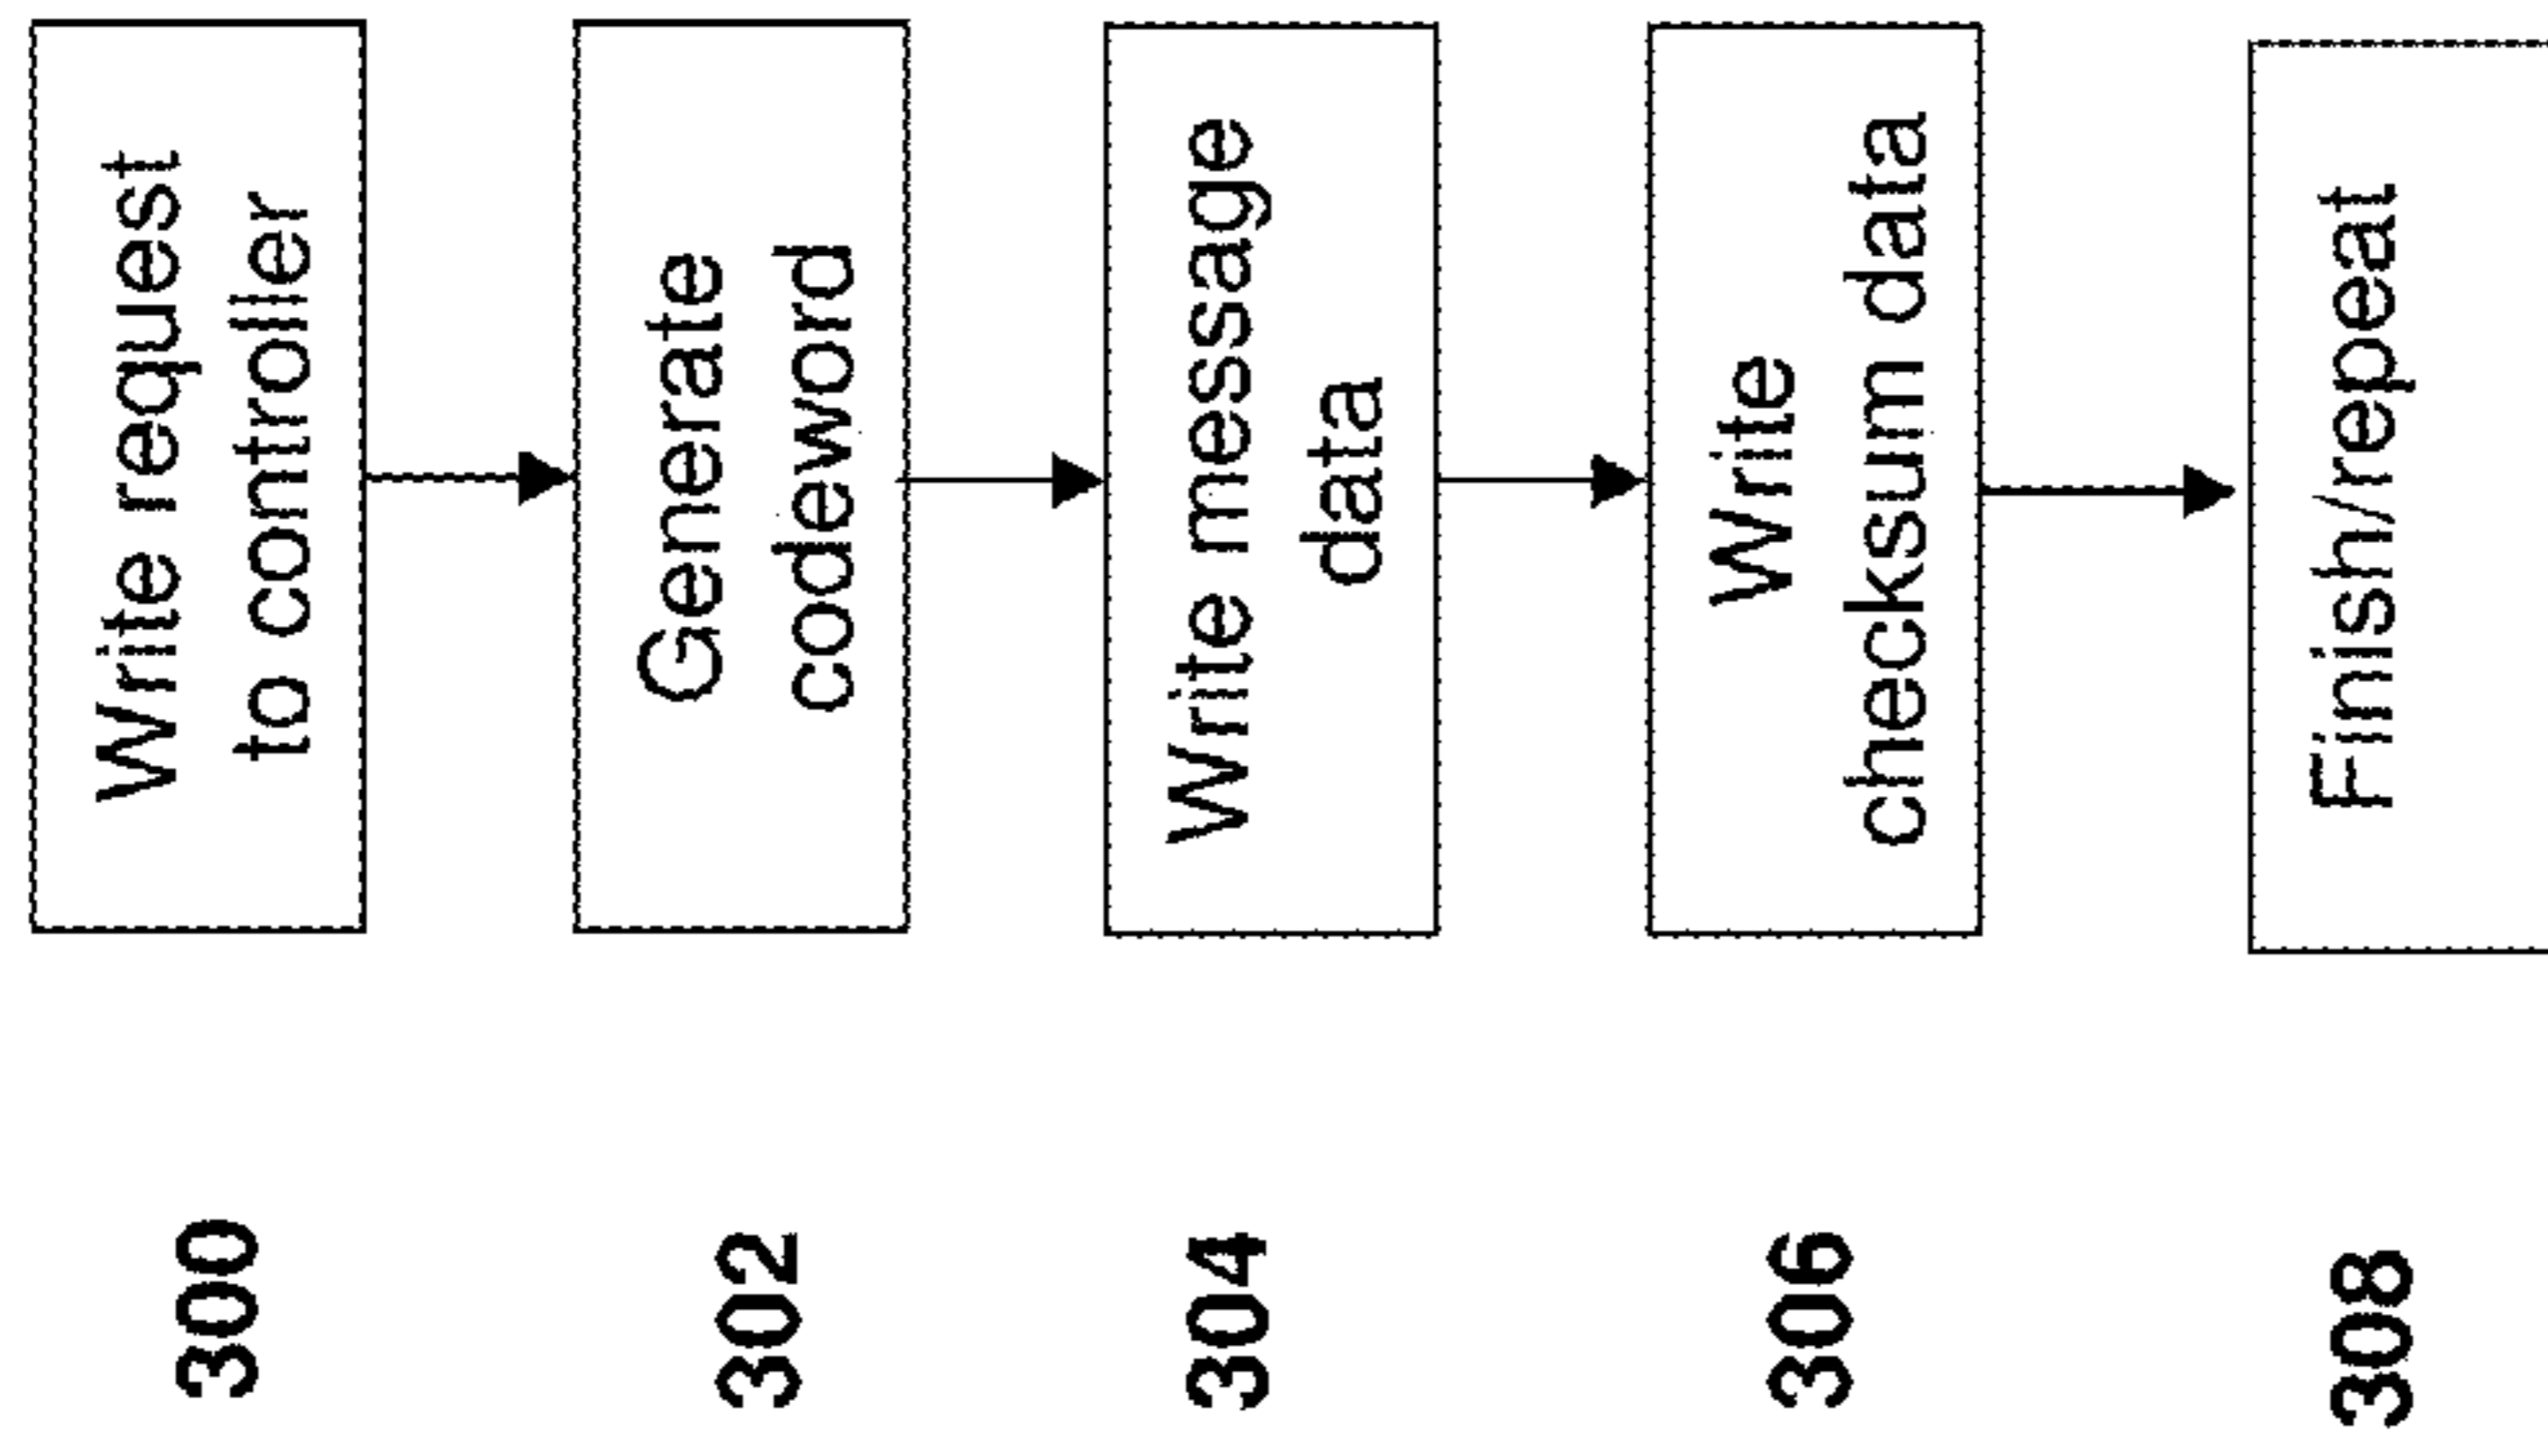 300
Write request
to controller
302
Generate
codeword
304
Write message
data
306
Write
checksum data
308
Finish/repeat